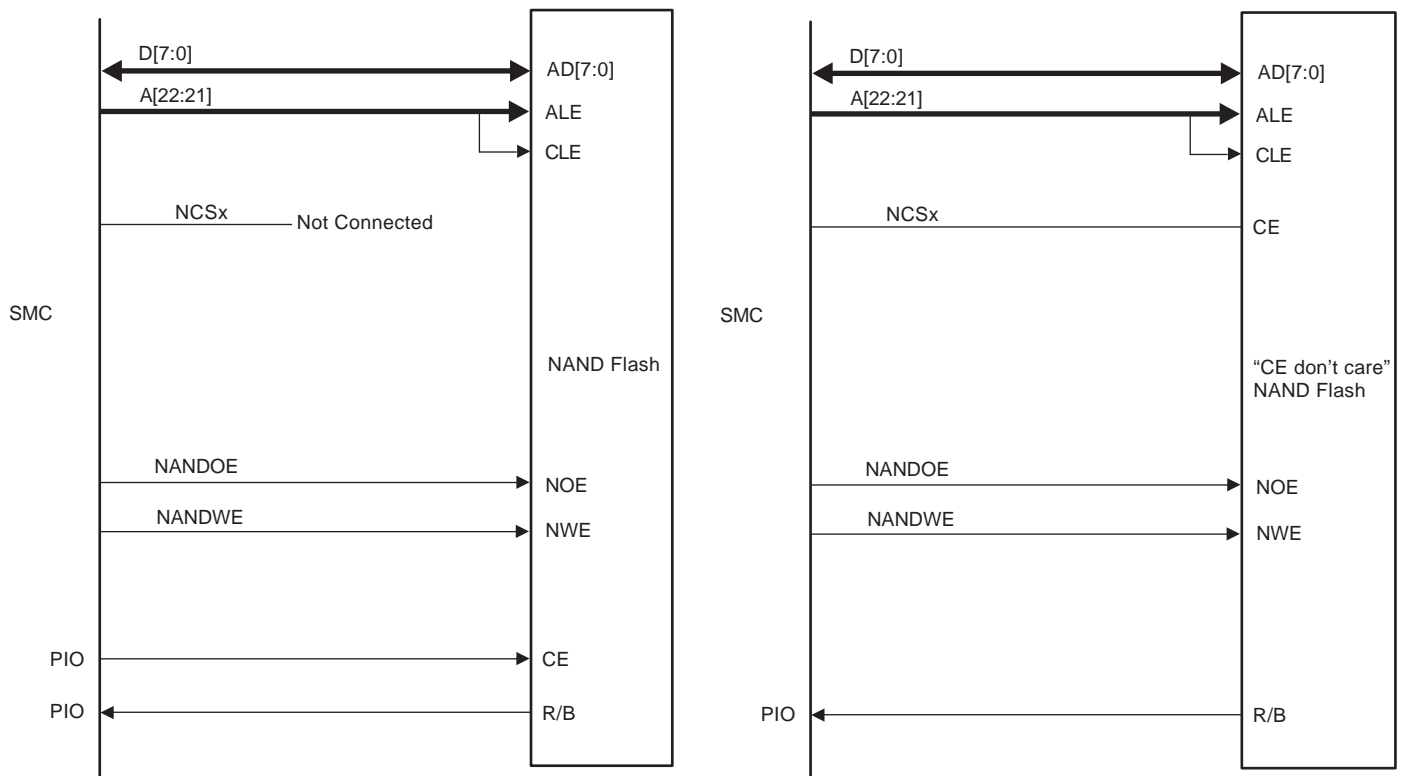 D[7:0]
AD[7:0]
A[22:21]
ALE
CLE
NCSx
Not Connected
SMC
NAND Flash
NANDOE
NOE
NANDWE
NWE
PIO
CE
PIO
R/B
D[7:0]
AD[7:0]
A[22:21]
ALE
CLE
NCSx
CE
SMC
“CE don’t care”
NAND Flash
NANDOE
NOE
NANDWE
NWE
PIO
R/B